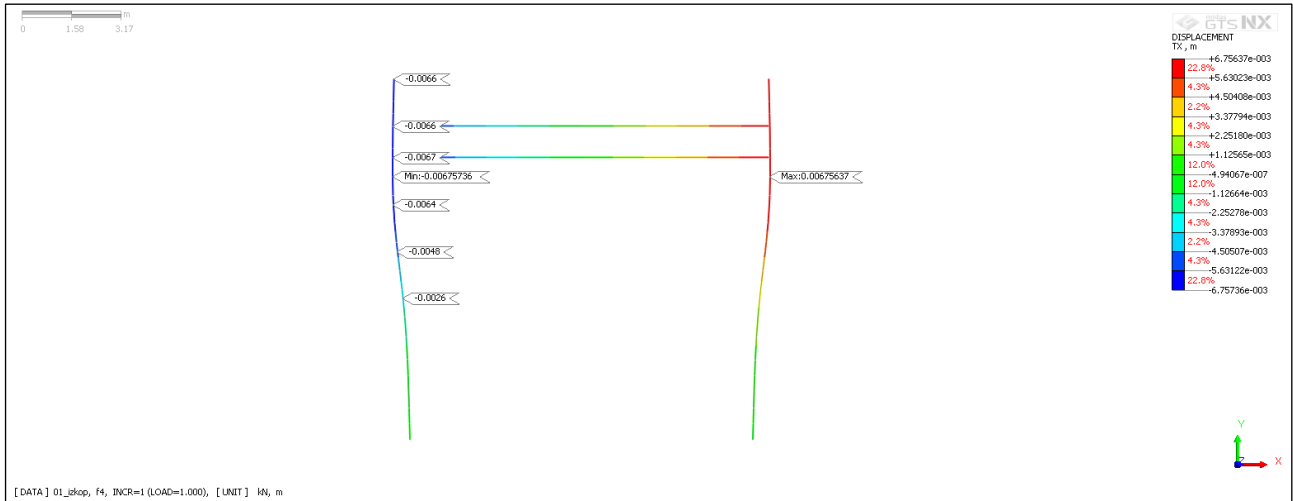 m
0 1.58 3.17
midas
GTS NX
DISPLACEMENT
TX , m
+6.75637e-003
22.8%
+5.63023e-003
4.3%
+4.50408e-003
2.2%
+3.37794e-003
4.3%
+2.25180e-003
4.3%
+1.12565e-003
12.0%
-4.94067e-007
12.0%
-1.12664e-003
4.3%
-2.25278e-003
4.3%
-3.37893e-003
2.2%
-4.50507e-003
4.3%
-5.63122e-003
22.8%
-6.75736e-003
-0.0066
-0.0066
-0.0067
Min:-0.00675736
Max:0.00675637
-0.0064
-0.0048
-0.0026
Y
Z X
[ DATA ] 01_izkop, f4, INCR=1 (LOAD=1.000), [ UNIT ] kN, m